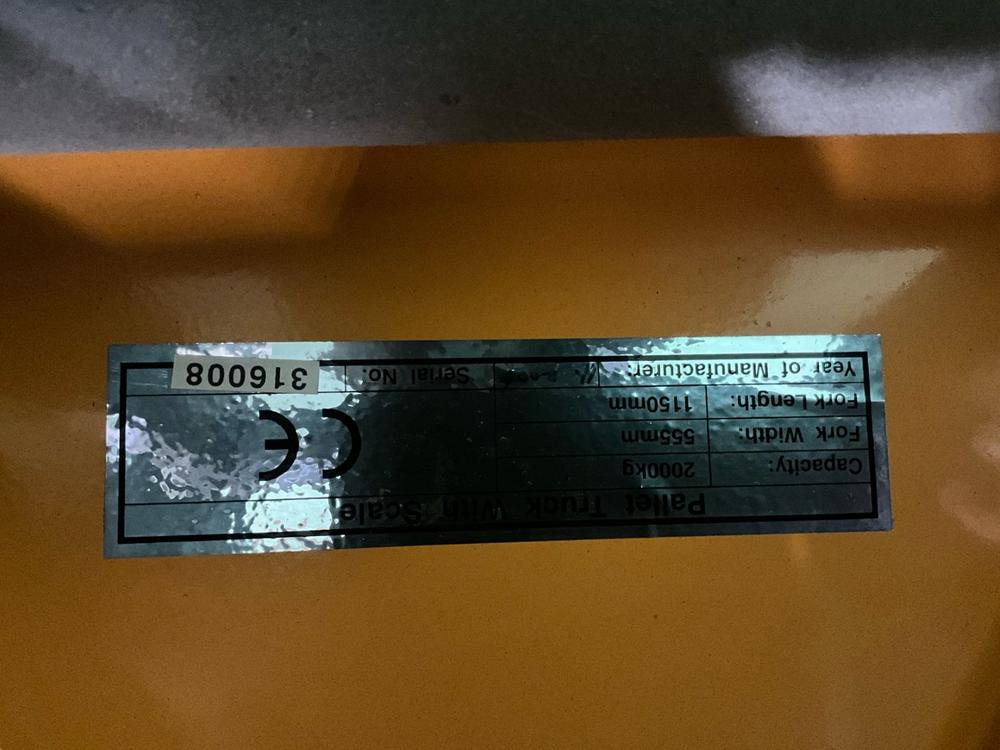 Pallet Truck With Scale
Capacity: 2000kg
Fork Width: 555mm
Fork Length: 1150mm
CE
Year of Manufacturer: Serial No.: 316008